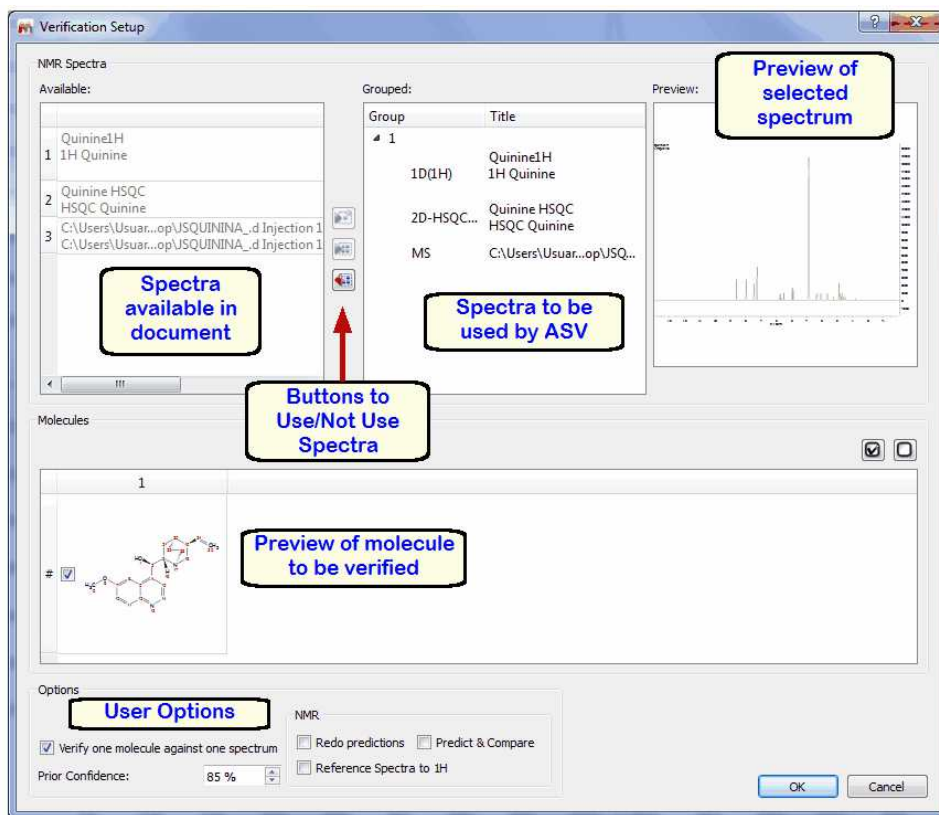 Verification Setup
NMR Spectra
Available:
1 Quinine1H
1H Quinine
2 Quinine HSQC
HSQC Quinine
3 C:\Users\Usuar...op\JSQUININA_.d Injection 1
C:\Users\Usuar...op\JSQUININA_.d Injection 1
Spectra
available in
document
Buttons to
Use/Not Use
Spectra
Grouped:
Group Title
1
1D(1H) Quinine1H
1H Quinine
2D-HSQC... Quinine HSQC
HSQC Quinine
MS C:\Users\Usuar...op\JSQ...
Spectra to be
used by ASV
Preview:
Preview of
selected
spectrum
Molecules
1
#
Preview of molecule
to be verified
Options
User Options
Verify one molecule against one spectrum
Prior Confidence: 85 %
NMR
Redo predictions Predict & Compare
Reference Spectra to 1H
OK Cancel